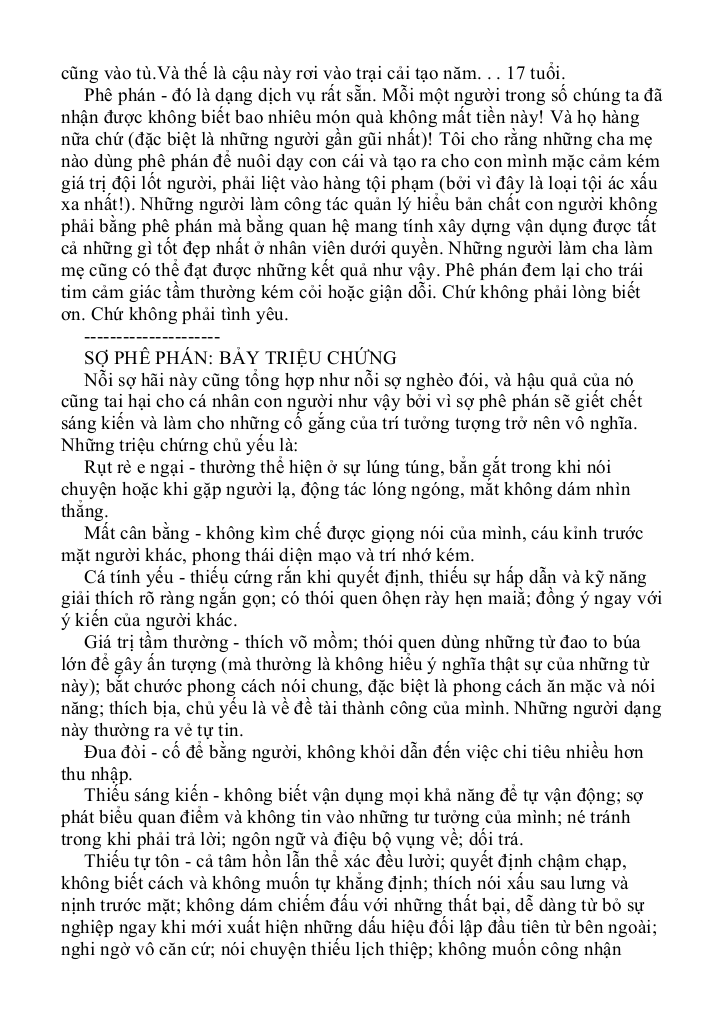 cũng vào tù.Và thế là cậu này rơi vào trại cải tạo năm. . . 17 tuổi.
Phê phán - đó là dạng dịch vụ rất sẵn. Mỗi một người trong số chúng ta đã
nhận được không biết bao nhiêu món quà không mất tiền này! Và họ hàng
nữa chứ (đặc biệt là những người gần gũi nhất)! Tôi cho rằng những cha mẹ
nào dùng phê phán để nuôi dạy con cái và tạo ra cho con mình mặc cảm kém
giá trị đội lốt người, phải liệt vào hàng tội phạm (bởi vì đây là loại tội ác xấu
xa nhất!). Những người làm công tác quản lý hiểu bản chất con người không
phải bằng phê phán mà bằng quan hệ mang tính xây dựng vận dụng được tất
cả những gì tốt đẹp nhất ở nhân viên dưới quyền. Những người làm cha làm
mẹ cũng có thể đạt được những kết quả như vậy. Phê phán đem lại cho trái
tim cảm giác tầm thường kém cỏi hoặc giận dỗi. Chứ không phải lòng biết
ơn. Chứ không phải tình yêu.
---------------------
SỢ PHÊ PHÁN: BẢY TRIỆU CHỨNG
Nỗi sợ hãi này cũng tổng hợp như nỗi sợ nghèo đói, và hậu quả của nó
cũng tai hại cho cá nhân con người như vậy bởi vì sợ phê phán sẽ giết chết
sáng kiến và làm cho những cố gắng của trí tưởng tượng trở nên vô nghĩa.
Những triệu chứng chủ yếu là:
Rụt rè e ngại - thường thể hiện ở sự lúng túng, bẳn gắt trong khi nói
chuyện hoặc khi gặp người lạ, động tác lóng ngóng, mắt không dám nhìn
thẳng.
Mất cân bằng - không kìm chế được giọng nói của mình, cáu kỉnh trước
mặt người khác, phong thái diện mạo và trí nhớ kém.
Cá tính yếu - thiếu cứng rắn khi quyết định, thiếu sự hấp dẫn và kỹ năng
giải thích rõ ràng ngắn gọn; có thói quen ôhẹn rày hẹn maiằ; đồng ý ngay với
ý kiến của người khác.
Giá trị tầm thường - thích võ mồm; thói quen dùng những từ đao to búa
lớn để gây ấn tượng (mà thường là không hiểu ý nghĩa thật sự của những từ
này); bắt chước phong cách nói chung, đặc biệt là phong cách ăn mặc và nói
năng; thích bịa, chủ yếu là về đề tài thành công của mình. Những người dạng
này thường ra vẻ tự tin.
Đua đòi - cố để bằng người, không khỏi dẫn đến việc chi tiêu nhiều hơn
thu nhập.
Thiếu sáng kiến - không biết vận dụng mọi khả năng để tự vận động; sợ
phát biểu quan điểm và không tin vào những tư tưởng của mình; né tránh
trong khi phải trả lời; ngôn ngữ và điệu bộ vụng về; dối trá.
Thiếu tự tôn - cả tâm hồn lẫn thể xác đều lười; quyết định chậm chạp,
không biết cách và không muốn tự khẳng định; thích nói xấu sau lưng và
nịnh trước mặt; không dám chiếm đấu với những thất bại, dễ dàng từ bỏ sự
nghiệp ngay khi mới xuất hiện những dấu hiệu đối lập đầu tiên từ bên ngoài;
nghi ngờ vô căn cứ; nói chuyện thiếu lịch thiệp; không muốn công nhận